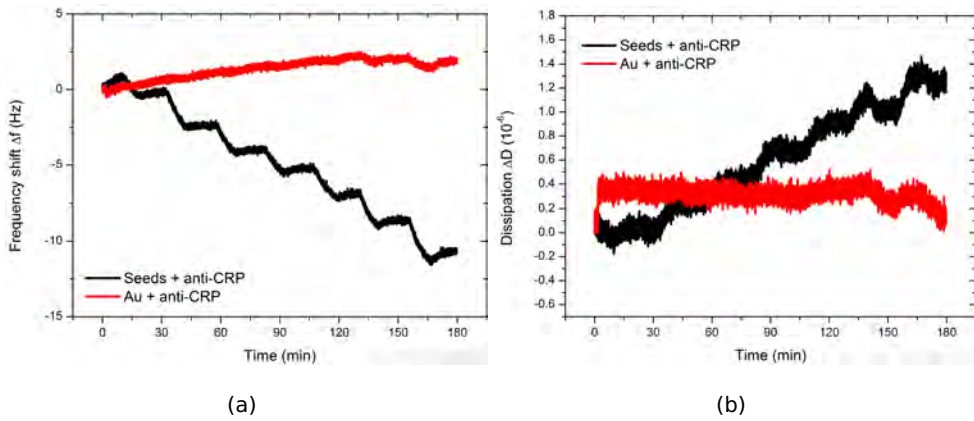 5
0
-5
-10
-15
Frequency shift Δf (Hz)
Seeds + anti-CRP
Au + anti-CRP
0 30 60 90 120 150 180
Time (min)
(a)
1.8
1.6
1.4
1.2
1.0
0.8
0.6
0.4
0.2
0.0
-0.2
-0.4
-0.6
Dissipation ΔD (10⁻⁶)
Seeds + anti-CRP
Au + anti-CRP
0 30 60 90 120 150 180
Time (min)
(b)